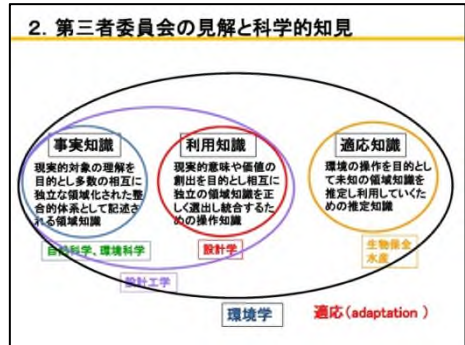 2．第三者委員会の見解と科学的知見
事実知識
現実的対象の理解を
目的とし多数の相互に
独立な領域化された整
合的体系として記述さ
れる領域知識
利用知識
現実的意味や価値の
創出を目的とし相互に
独立の領域知識を正
しく選出し統合するた
めの操作知識
適応知識
環境の操作を目的とし
て未知の領域知識を
推定し利用していくた
めの推定知識
自然科学、環境科学
設計学
生物保全
水産
設計工学
環境学
適応（adaptation ）